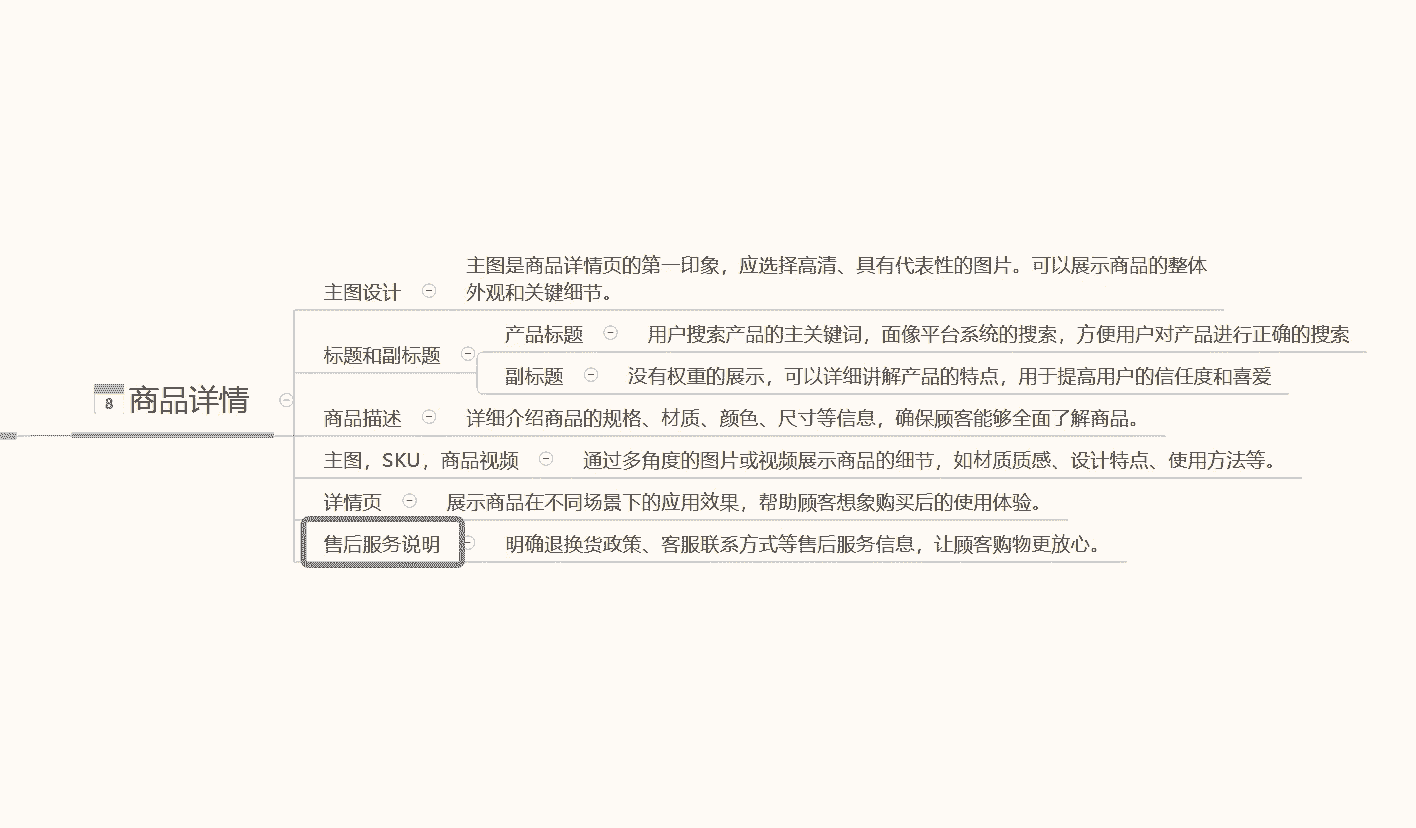 8 商品详情
主图设计
主图是商品详情页的第一印象，应选择高清、具有代表性的图片。可以展示商品的整体
外观和关键细节。
标题和副标题
产品标题
用户搜索产品的主关键词，面像平台系统的搜索，方便用户对产品进行正确的搜索
副标题
没有权重的展示，可以详细讲解产品的特点，用于提高用户的信任度和喜爱
商品描述
详细介绍商品的规格、材质、颜色、尺寸等信息，确保顾客能够全面了解商品。
主图，SKU，商品视频
通过多角度的图片或视频展示商品的细节，如材质质感、设计特点、使用方法等。
详情页
展示商品在不同场景下的应用效果，帮助顾客想象购买后的使用体验。
售后服务说明
明确退换货政策、客服联系方式等售后服务信息，让顾客购物更放心。